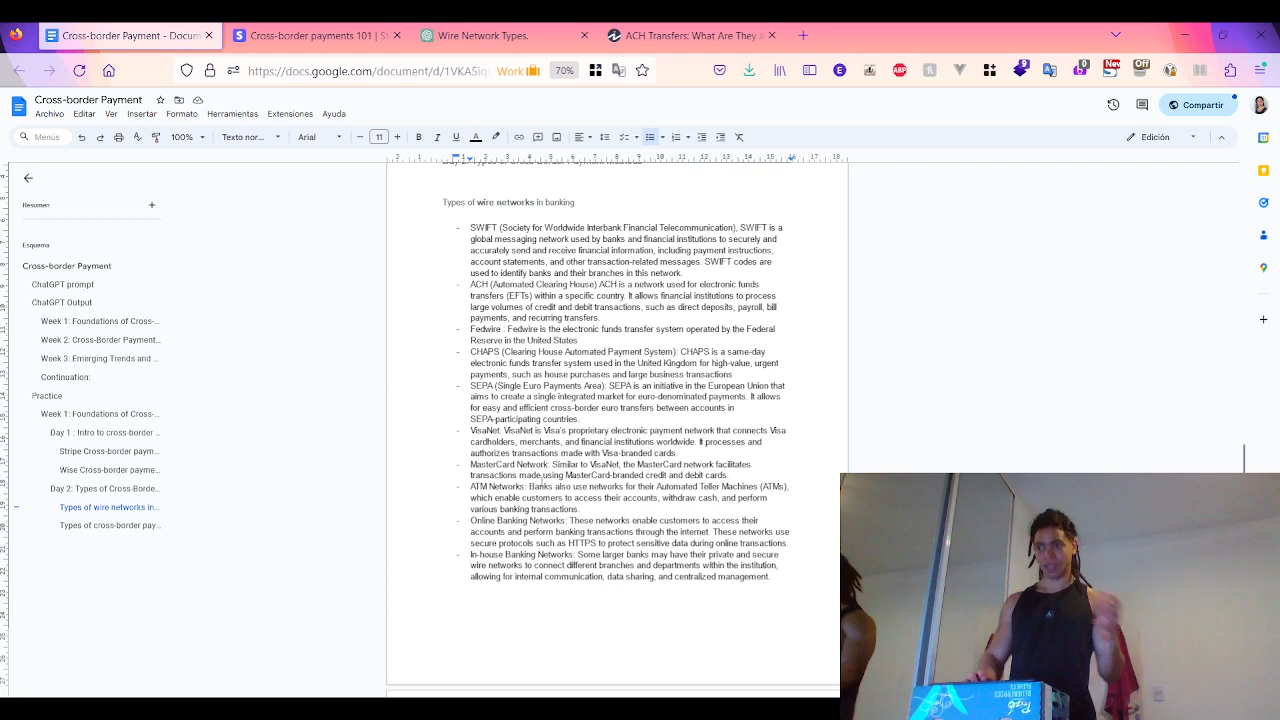 Cross-border Payment - Docum
Cross-border payments 101 | S
Wire Network Types.
ACH Transfers: What Are They a
https://docs.google.com/document/d/1VKA5iq
Work
70%
Cross-border Payment
Archivo Editar Ver Insertar Formato Herramientas Extensiones Ayuda
Compartir
Menús
100%
Texto nor...
Arial
11
Edición
Resumen
Esquema
Cross-border Payment
ChatGPT prompt
ChatGPT Output
Week 1: Foundations of Cross-...
Week 2: Cross-Border Payment...
Week 3: Emerging Trends and ...
Continuation:
Practice
Week 1: Foundations of Cross-...
Day 1 : Intro to cross-border ...
Stripe Cross-border paym...
Wise Cross-border payme...
Day 2: Types of Cross-Borde...
Types of wire networks in...
Types of cross-border pay...
Types of wire networks in banking
- SWIFT (Society for Worldwide Interbank Financial Telecommunication), SWIFT is a
global messaging network used by banks and financial institutions to securely and
accurately send and receive financial information, including payment instructions,
account statements, and other transaction-related messages. SWIFT codes are
used to identify banks and their branches in this network.
- ACH (Automated Clearing House) ACH is a network used for electronic funds
transfers (EFTs) within a specific country. It allows financial institutions to process
large volumes of credit and debit transactions, such as direct deposits, payroll, bill
payments, and recurring transfers.
- Fedwire : Fedwire is the electronic funds transfer system operated by the Federal
Reserve in the United States
- CHAPS (Clearing House Automated Payment System): CHAPS is a same-day
electronic funds transfer system used in the United Kingdom for high-value, urgent
payments, such as house purchases and large business transactions
- SEPA (Single Euro Payments Area): SEPA is an initiative in the European Union that
aims to create a single integrated market for euro-denominated payments. It allows
for easy and efficient cross-border euro transfers between accounts in
SEPA-participating countries.
- VisaNet: VisaNet is Visa's proprietary electronic payment network that connects Visa
cardholders, merchants, and financial institutions worldwide. It processes and
authorizes transactions made with Visa-branded cards.
- MasterCard Network: Similar to VisaNet, the MasterCard network facilitates
transactions made using MasterCard-branded credit and debit cards.
- ATM Networks: Banks also use networks for their Automated Teller Machines (ATMs),
which enable customers to access their accounts, withdraw cash, and perform
various banking transactions.
- Online Banking Networks: These networks enable customers to access their
accounts and perform banking transactions through the internet. These networks use
secure protocols such as HTTPS to protect sensitive data during online transactions.
- In-house Banking Networks: Some larger banks may have their private and secure
wire networks to connect different branches and departments within the institution,
allowing for internal communication, data sharing, and centralized management.